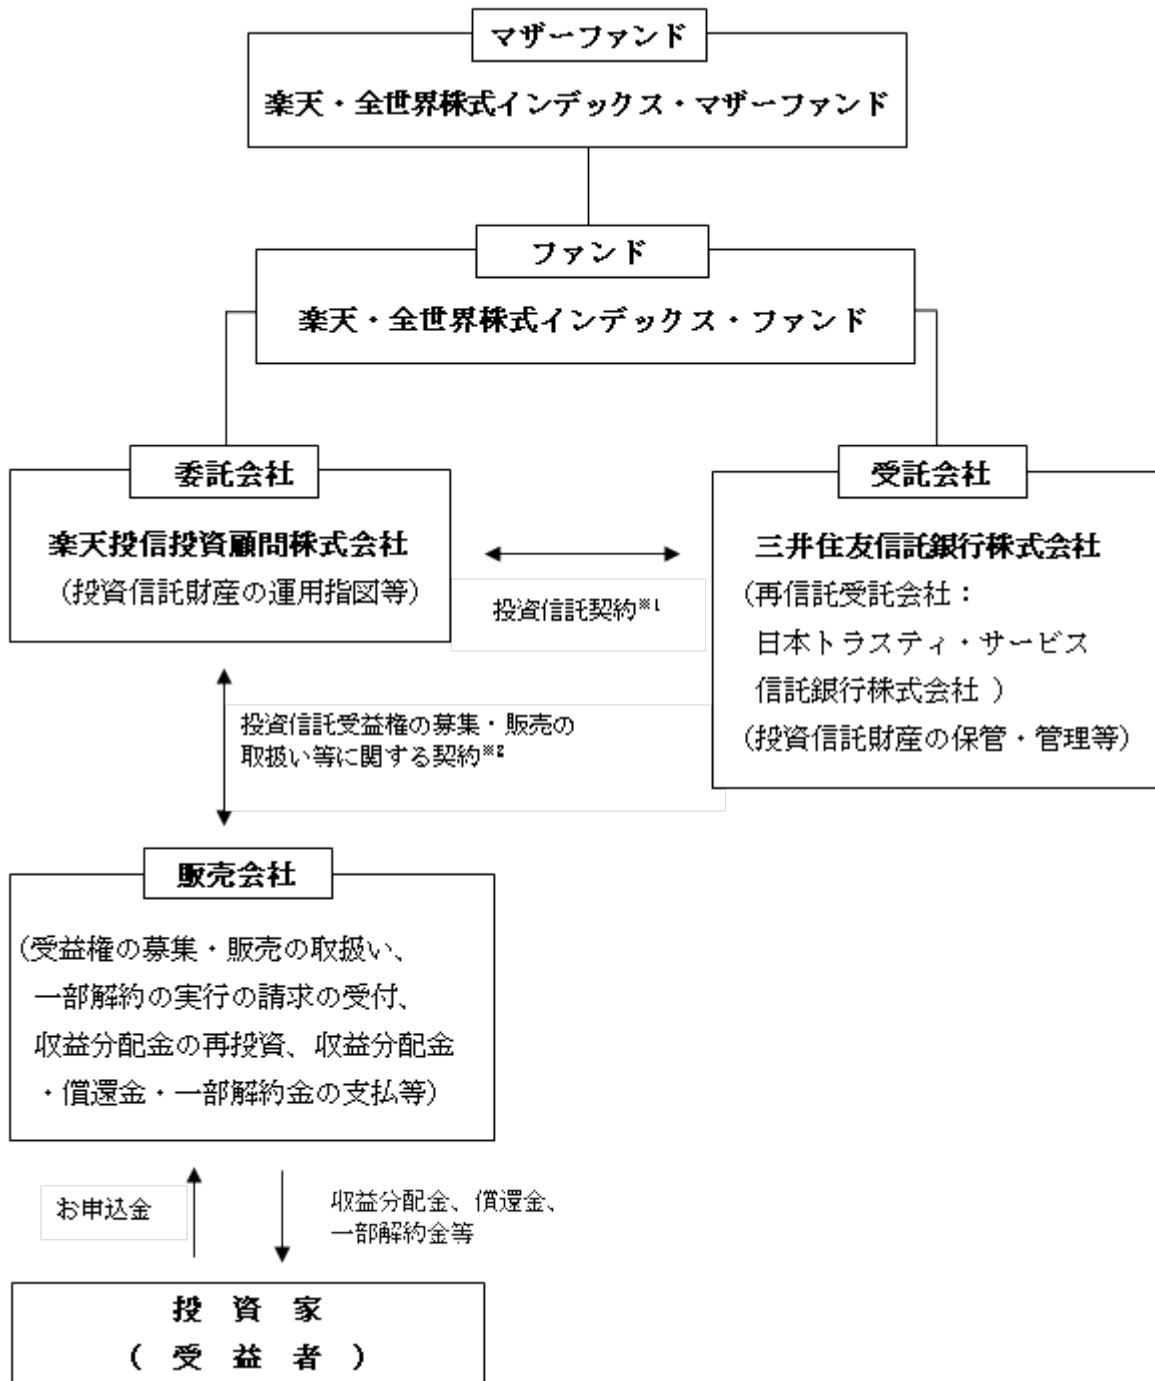 マザーファンド
楽天・全世界株式インデックス・マザーファンド
ファンド
楽天・全世界株式インデックス・ファンド
委託会社
楽天投信投資顧問株式会社
(投資信託財産の運用指図等)
投資信託契約※1
受託会社
三井住友信託銀行株式会社
(再信託受託会社：
日本トラスティ・サービス
信託銀行株式会社 )
(投資信託財産の保管・管理等)
投資信託受益権の募集・販売の
取扱い等に関する契約※2
販売会社
(受益権の募集・販売の取扱い、
一部解約の実行の請求の受付、
収益分配金の再投資、収益分配金
・償還金・一部解約金の支払等)
お申込金
収益分配金、償還金、
一部解約金等
投 資 家
( 受 益 者 )